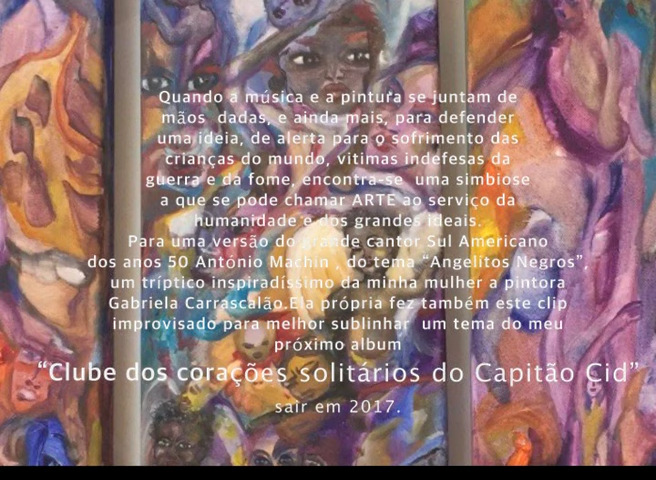 Quando a música e a pintura se juntam de
mãos dadas, e ainda mais, para defender
uma ideia, de alerta para o sofrimento das
crianças do mundo, vitimas indefesas da
guerra e da fome, encontra-se uma simbiose
a que se pode chamar ARTE ao serviço da
humanidade e dos grandes ideais.
Para uma versão do grande cantor Sul Americano
dos anos 50 António Machin , do tema “Angelitos Negros”,
um tríptico inspiradíssimo da minha mulher a pintora
Gabriela Carrascalão.Ela própria fez também este clip
improvisado para melhor sublinhar um tema do meu
próximo album
“Clube dos corações solitários do Capitão Cid”
sair em 2017.